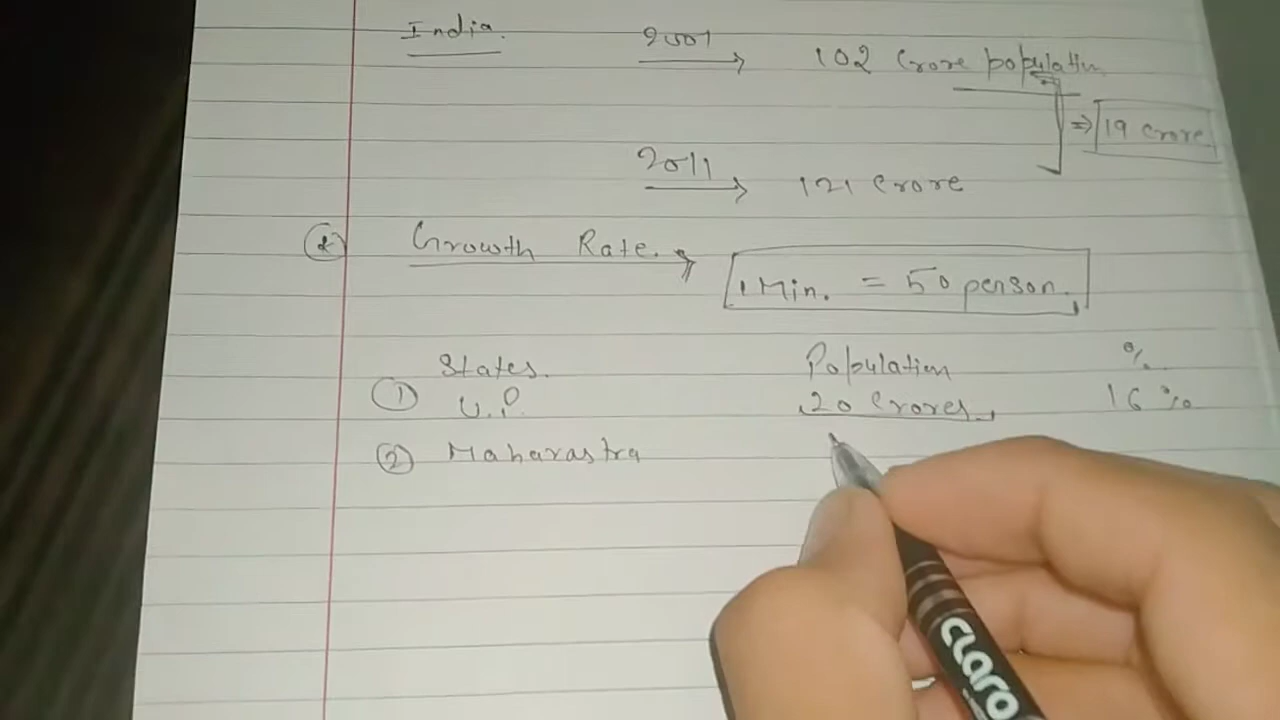 India. 2001 → 102 Crore population
⇒ 19 crore
2011 → 121 crore
Growth Rate. → 1 Min. = 50 person.
States. Population %
① U.P. 20 Crores 16%
② Maharastra
CLARO